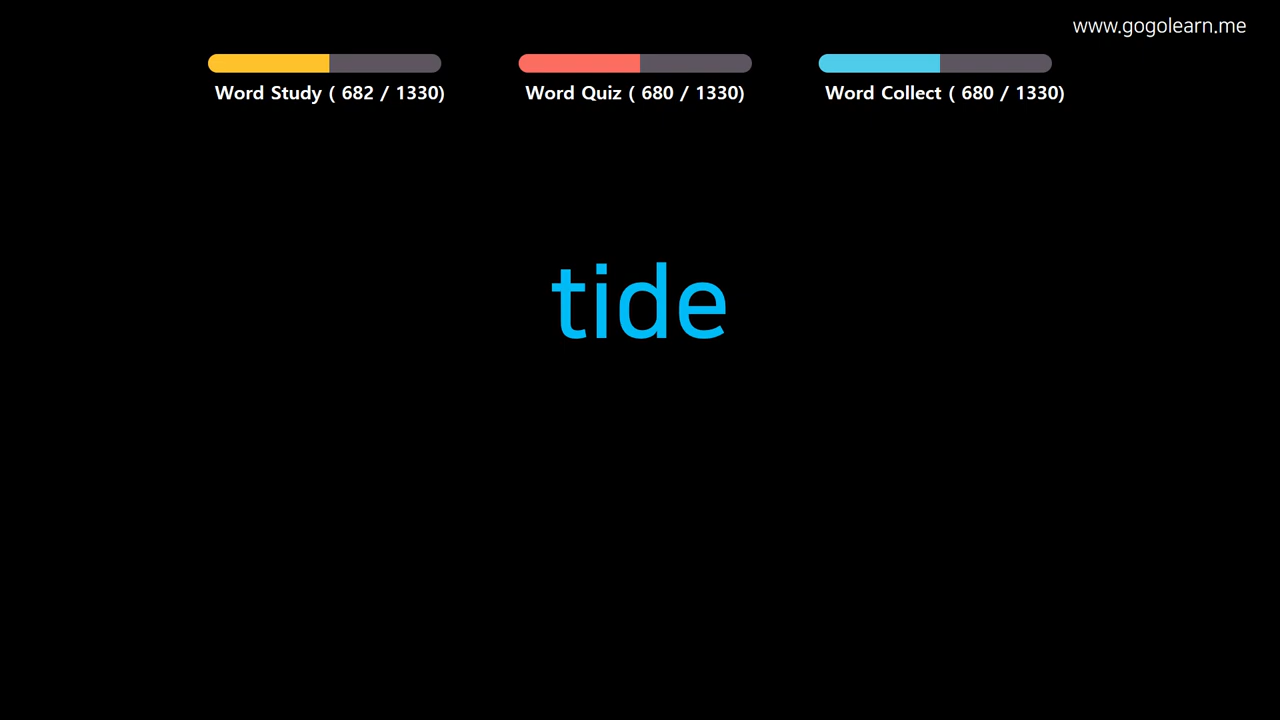 www.gogolearn.me
Word Study ( 682 / 1330)
Word Quiz ( 680 / 1330)
Word Collect ( 680 / 1330)
tide